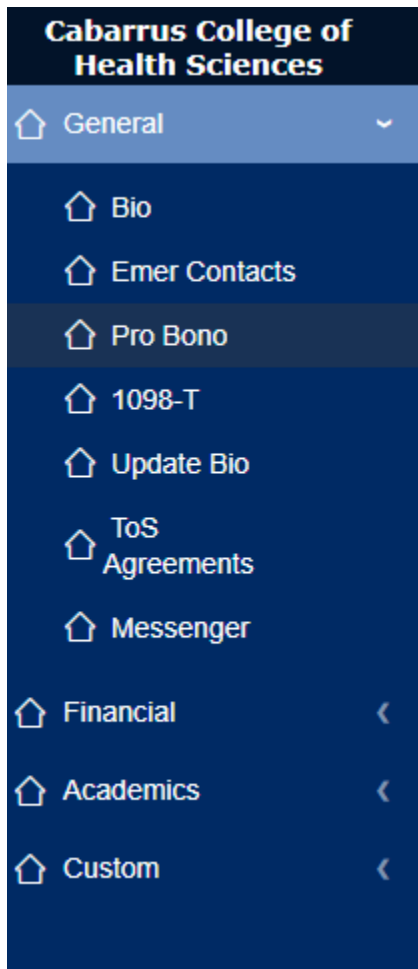 Cabarrus College of
Health Sciences
General
Bio
Emer Contacts
Pro Bono
1098-T
Update Bio
ToS
Agreements
Messenger
Financial
Academics
Custom